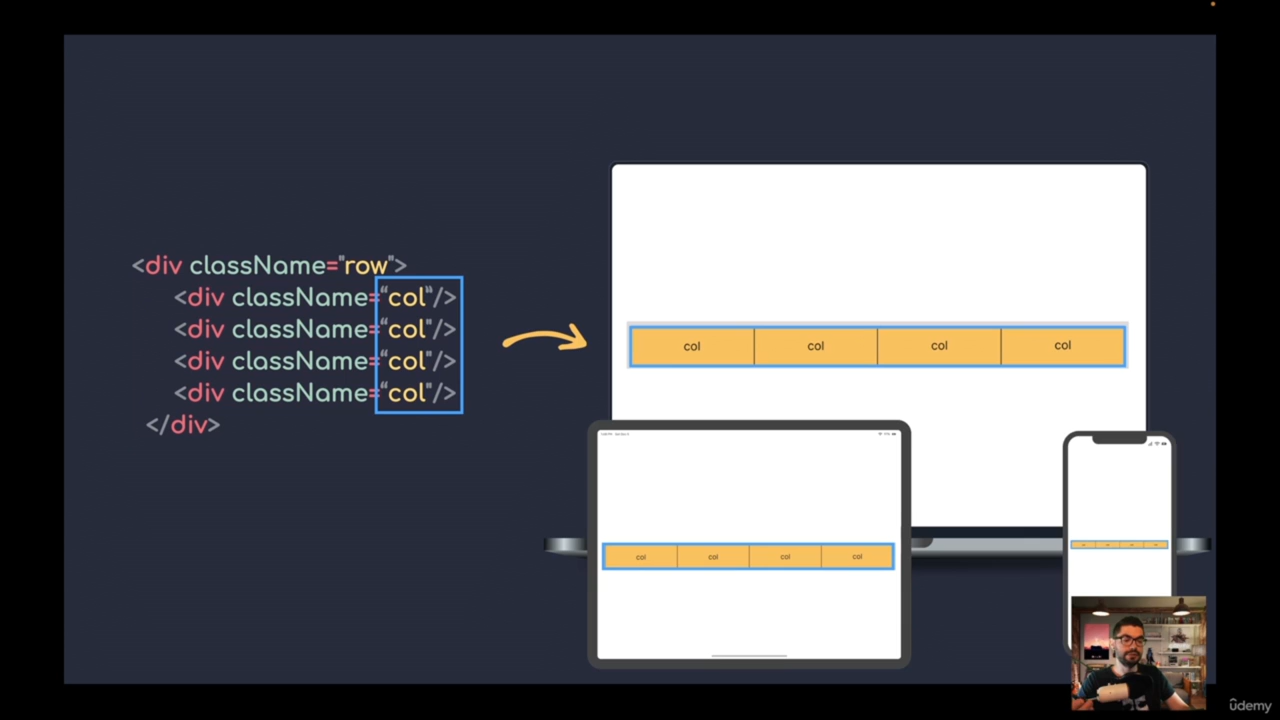 <div className="row">
<div className=“col“/>
<div className=“col"/>
<div className=“col"/>
<div className=“col"/>
</div>
col col col col
col col col col
ûdemy